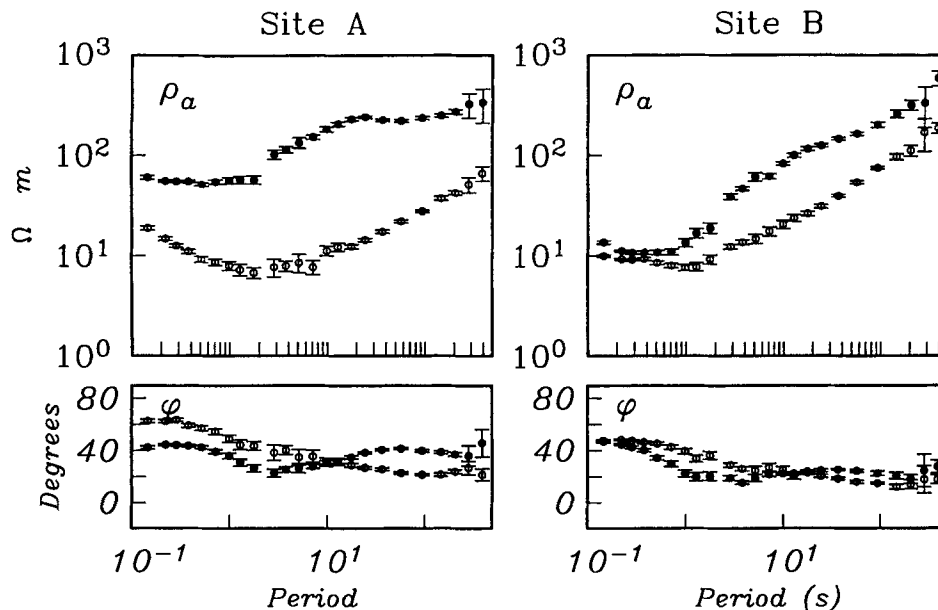 Site A
Site B
10³
10²
10¹
10⁰
Ω m
ρₐ
10³
10²
10¹
10⁰
ρₐ
80
40
0
Degrees
φ
80
40
0
φ
10⁻¹
10¹
Period
10⁻¹
10¹
Period (s)